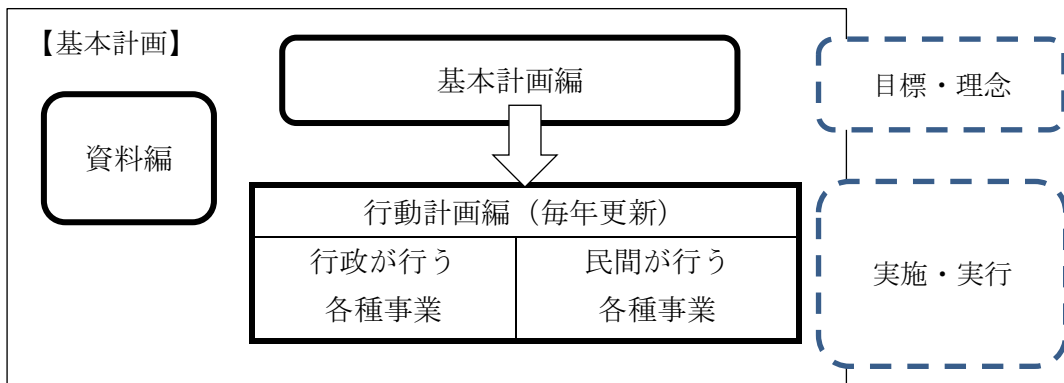 【基本計画】
基本計画編
目標・理念
資料編
行動計画編（毎年更新）
行政が行う
各種事業
民間が行う
各種事業
実施・実行